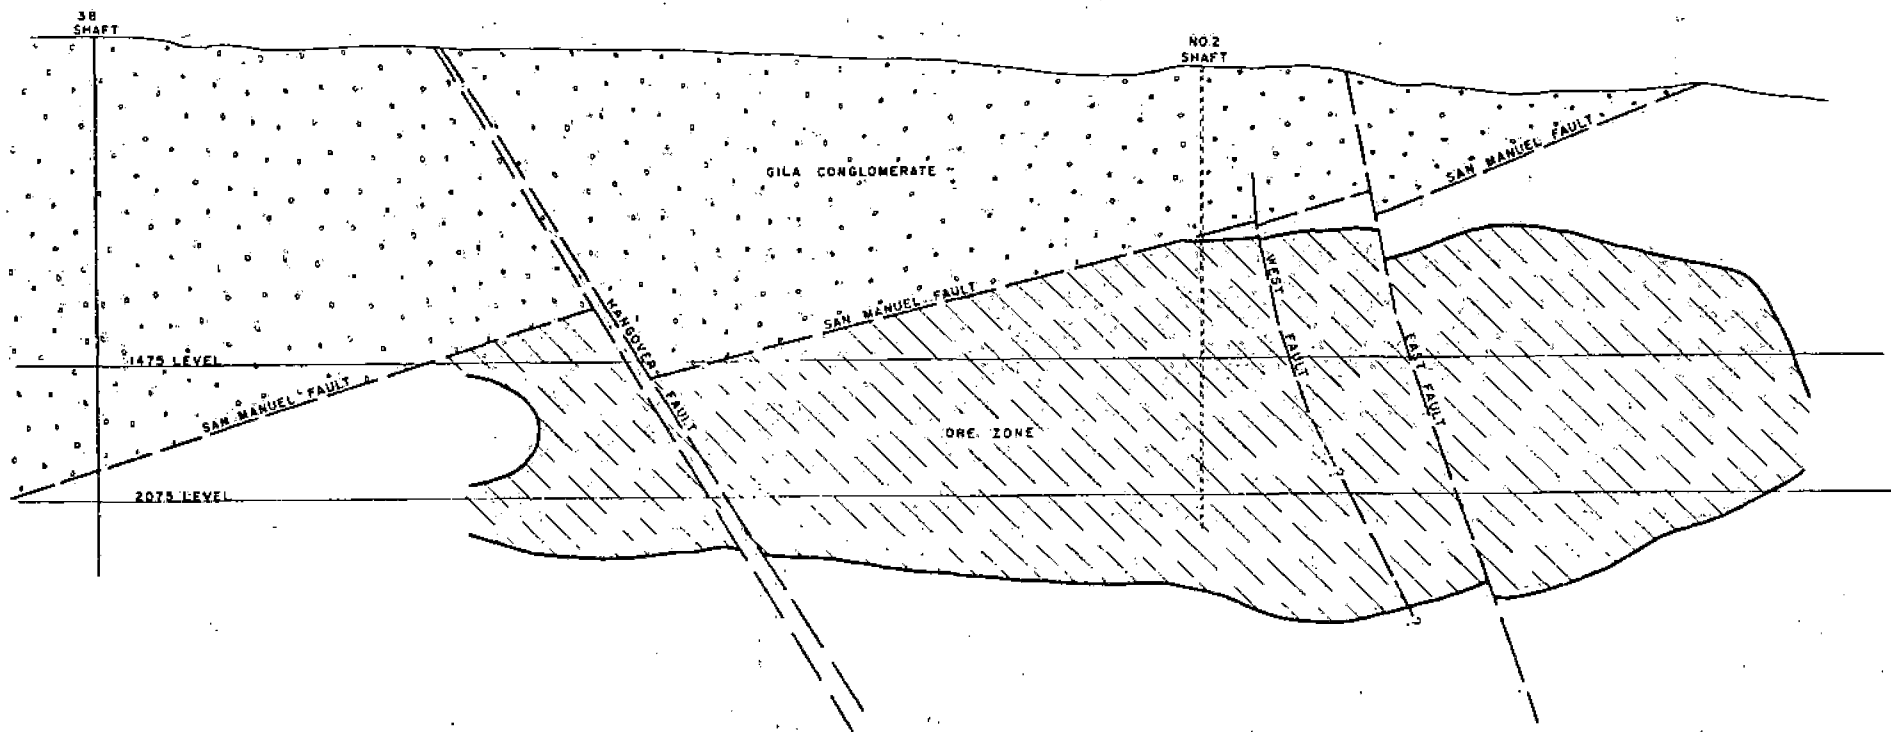 3B
SHAFT
NO.2
SHAFT
GILA CONGLOMERATE
SAN MANUEL FAULT
SAN MANUEL FAULT
HANGOVER FAULT
WEST FAULT
EAST FAULT
1475 LEVEL
SAN MANUEL FAULT
ORE ZONE
?
2075 LEVEL
?